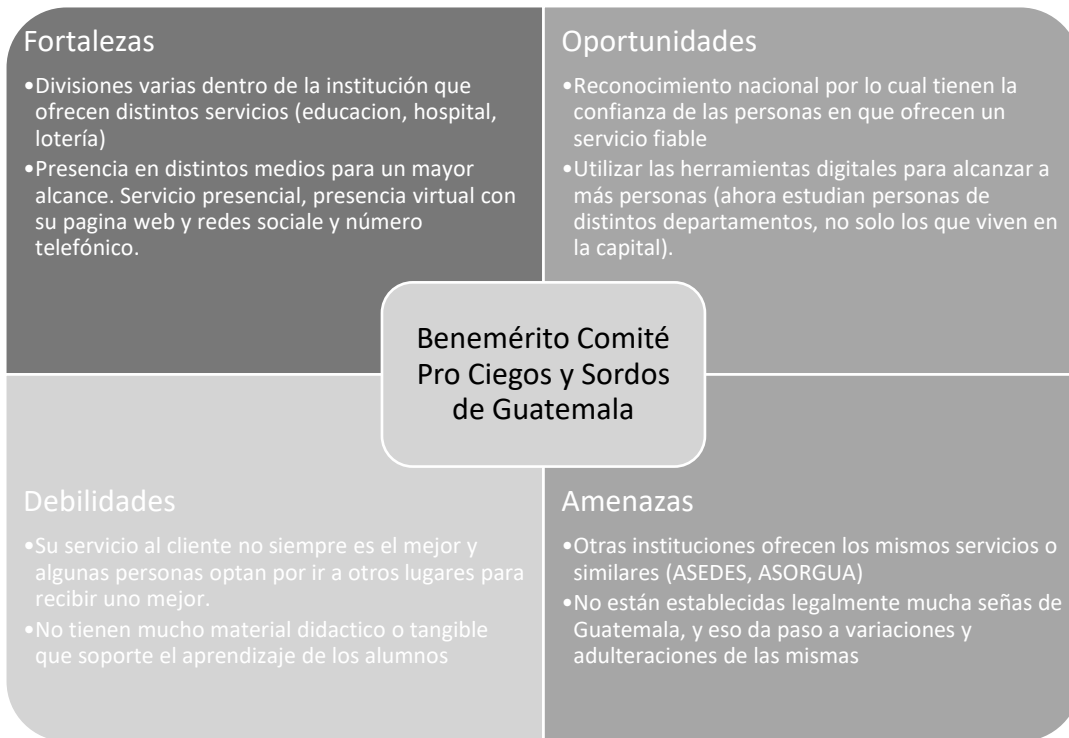 Fortalezas
•Divisiones varias dentro de la institución que
ofrecen distintos servicios (educacion, hospital,
lotería)
•Presencia en distintos medios para un mayor
alcance. Servicio presencial, presencia virtual con
su pagina web y redes sociale y número
telefónico.
Oportunidades
•Reconocimiento nacional por lo cual tienen la
confianza de las personas en que ofrecen un
servicio fiable
•Utilizar las herramientas digitales para alcanzar a
más personas (ahora estudian personas de
distintos departamentos, no solo los que viven en
la capital).
Benemérito Comité
Pro Ciegos y Sordos
de Guatemala
Debilidades
•Su servicio al cliente no siempre es el mejor y
algunas personas optan por ir a otros lugares para
recibir uno mejor.
•No tienen mucho material didactico o tangible
que soporte el aprendizaje de los alumnos
Amenazas
•Otras instituciones ofrecen los mismos servicios o
similares (ASEDES, ASORGUA)
•No están establecidas legalmente mucha señas de
Guatemala, y eso da paso a variaciones y
adulteraciones de las mismas